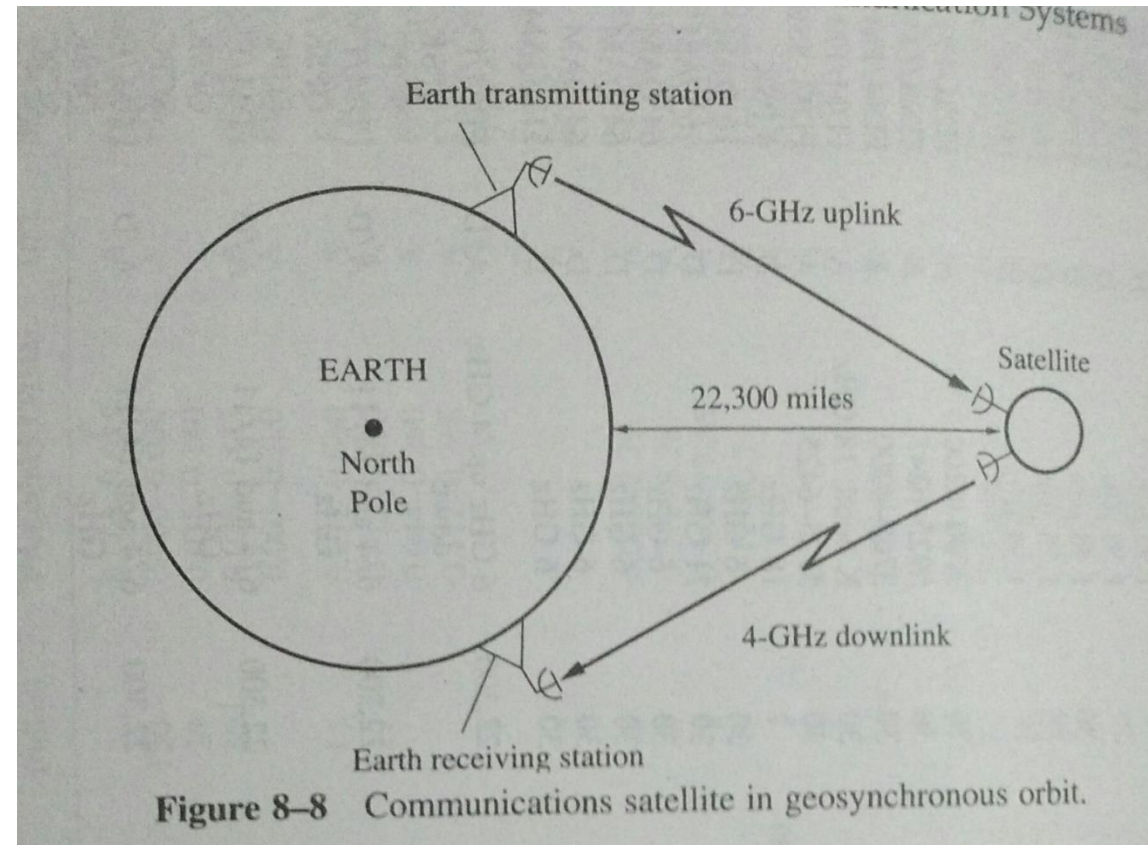 Systems
Earth transmitting station
6-GHz uplink
Satellite
EARTH
22,300 miles
North
Pole
4-GHz downlink
Earth receiving station
Figure 8–8 Communications satellite in geosynchronous orbit.